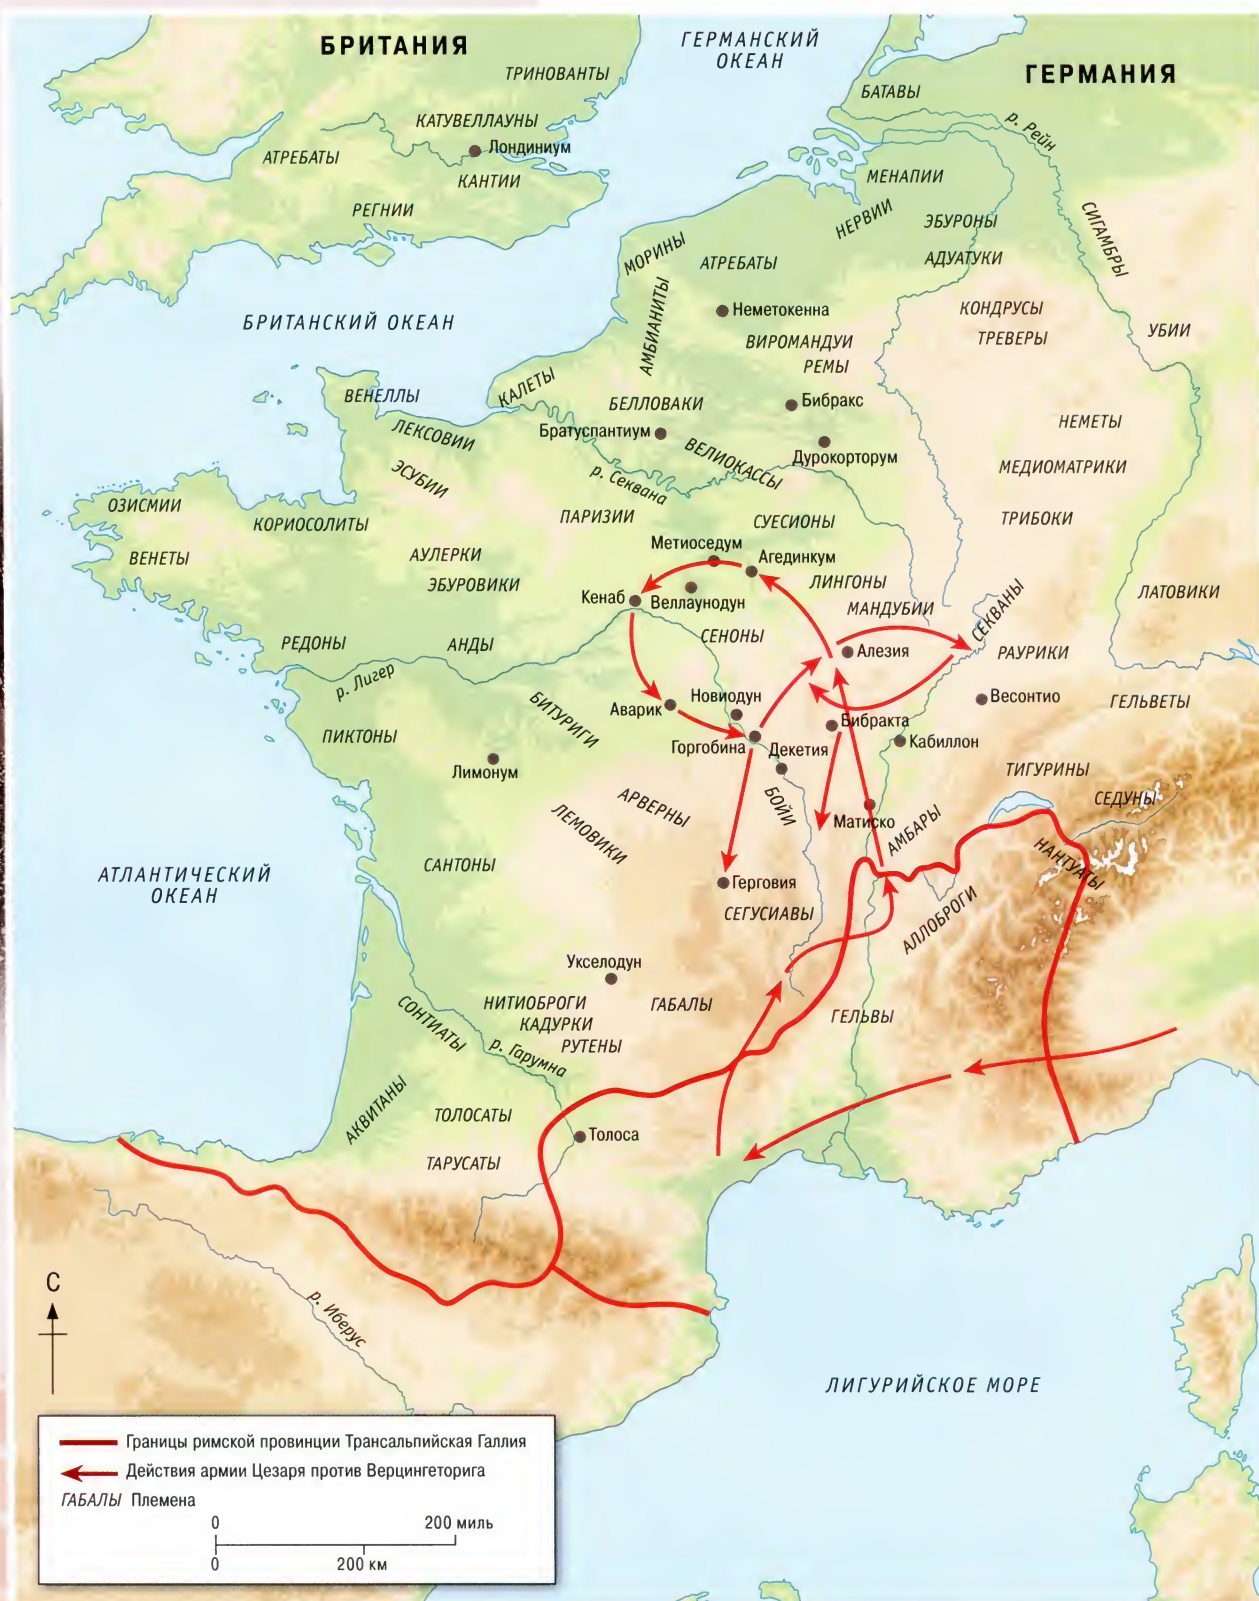 БРИТАНИЯ
ГЕРМАНСКИЙ
ОКЕАН
ГЕРМАНИЯ
ТРИНОВАНТЫ
БАТАВЫ
КАТУВЕЛЛАУНЫ
р. Рейн
Лондиниум
АТРЕБАТЫ
КАНТИИ
МЕНАПИИ
РЕГНИИ
НЕРВИИ
ЭБУРОНЫ
СИГАМБРЫ
МОРИНЫ
АТРЕБАТЫ
АДУАТУКИ
АМБИАНИТЫ
Неметокенна
КОНДРУСЫ
БРИТАНСКИЙ ОКЕАН
ВИРОМАНДУИ
ТРЕВЕРЫ
УБИИ
РЕМЫ
ВЕНЕЛЛЫ
КАЛЕТЫ
БЕЛЛОВАКИ
Бибракс
ЛЕКСОВИИ
Братуспантиум
НЕМЕТЫ
ВЕЛИОКАССЫ
Дурокорторум
ЭСУБИИ
р. Секвана
МЕДИОМАТРИКИ
ОЗИСМИИ
КОРИОСОЛИТЫ
ПАРИЗИИ
СУЕСИОНЫ
ТРИБОКИ
ВЕНЕТЫ
АУЛЕРКИ
Метиоседум
Агединкум
ЭБУРОВИКИ
ЛИНГОНЫ
Кенаб
Веллаунодун
МАНДУБИИ
СЕКВАНЫ
ЛАТОВИКИ
РЕДОНЫ
АНДЫ
СЕНОНЫ
Алезия
РАУРИКИ
р. Лигер
БИТУРИГИ
Аварик
Новиодун
Весонтио
ГЕЛЬВЕТЫ
Бибракта
ПИКТОНЫ
Горгобина
Декетия
Кабиллон
Лимонум
ТИГУРИНЫ
БОЙИ
СЕДУНЫ
АРВЕРНЫ
ЛЕМОВИКИ
Матиско
АМБАРЫ
НАНТУАТЫ
АТЛАНТИЧЕСКИЙ
ОКЕАН
САНТОНЫ
Герговия
СЕГУСИАВЫ
АЛЛОБРОГИ
Укселодун
НИТИОБРОГИ
ГАБАЛЫ
ГЕЛЬВЫ
СОНТИАТЫ
КАДУРКИ
р. Гарумна
РУТЕНЫ
АКВИТАНЫ
ТОЛОСАТЫ
Толоса
ТАРУСАТЫ
С
р. Иберус
ЛИГУРИЙСКОЕ МОРЕ
Границы римской провинции Трансальпийская Галлия
Действия армии Цезаря против Верцингеторига
ГАБАЛЫ Племена
0 200 миль
0 200 км